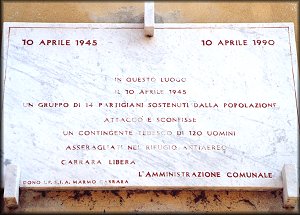 10 APRILE 1945 10 APRILE 1990
IN QUESTO LUOGO
IL 10 APRILE 1945
UN GRUPPO DI 14 PARTIGIANI SOSTENUTI DALLA POPOLAZIONE
ATTACCÒ E SCONFISSE
UN CONTINGENTE TEDESCO DI 120 UOMINI
ASSERAGLIATI NEL RIFUGIO ANTIAEREO
CARRARA LIBERA
L'AMMINISTRAZIONE COMUNALE
DONO MARMO CARRARA